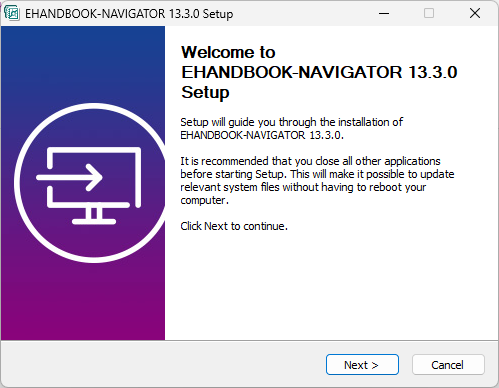 EHANDBOOK-NAVIGATOR 13.3.0 Setup
Welcome to
EHANDBOOK-NAVIGATOR 13.3.0
Setup
Setup will guide you through the installation of
EHANDBOOK-NAVIGATOR 13.3.0.
It is recommended that you close all other applications
before starting Setup. This will make it possible to update
relevant system files without having to reboot your
computer.
Click Next to continue.
Next >
Cancel